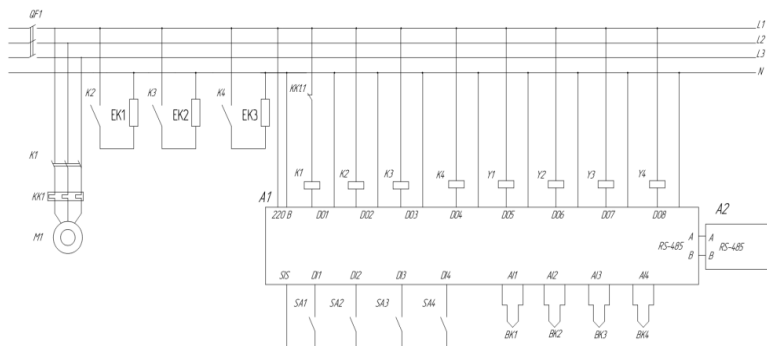 QF1
L1
L2
L3
N
K2 K3 K4 KK1.1
EK1 EK2 EK3
K1
KK1
M1
K1 K2 K3 K4 Y1 Y2 Y3 Y4
A1
220 В DO1 DO2 DO3 DO4 DO5 DO6 DO7 DO8
A2
RS-485 A A RS-485
B B
SIS DI1 DI2 DI3 DI4 AI1 AI2 AI3 AI4
SA1 SA2 SA3 SA4
BK1 BK2 BK3 BK4